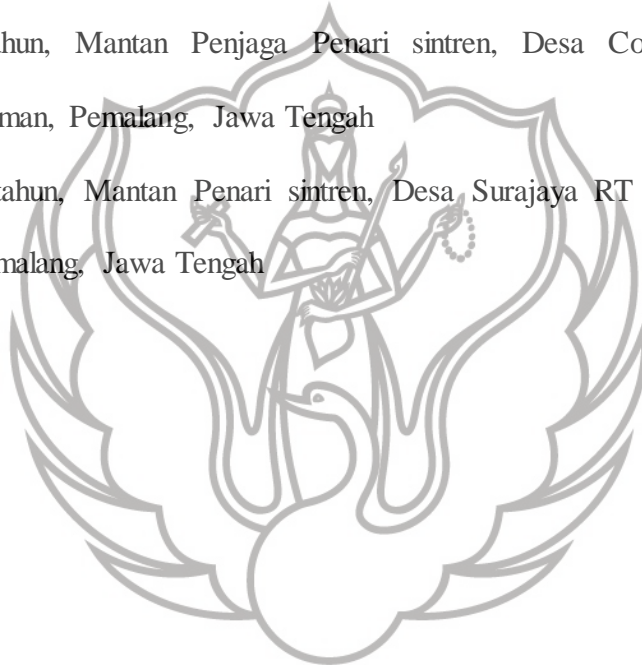 hun, Mantan Penjaga Penari sintren, Desa Co
man, Pemalang, Jawa Tengah
tahun, Mantan Penari sintren, Desa Surajaya RT
malang, Jawa Tengah